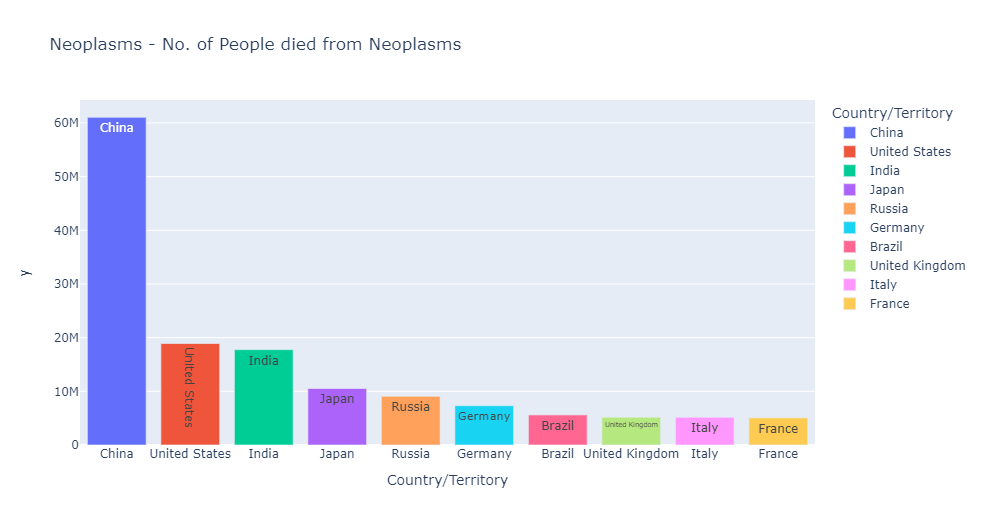 Neoplasms - No. of People died from Neoplasms
Country/Territory
China
United States
India
Japan
Russia
Germany
Brazil
United Kingdom
Italy
France
y
60M
50M
40M
30M
20M
10M
0
China
United States
India
Japan
Russia
Germany
Brazil
United Kingdom
Italy
France
China United States India Japan Russia Germany Brazil United Kingdom Italy France
Country/Territory